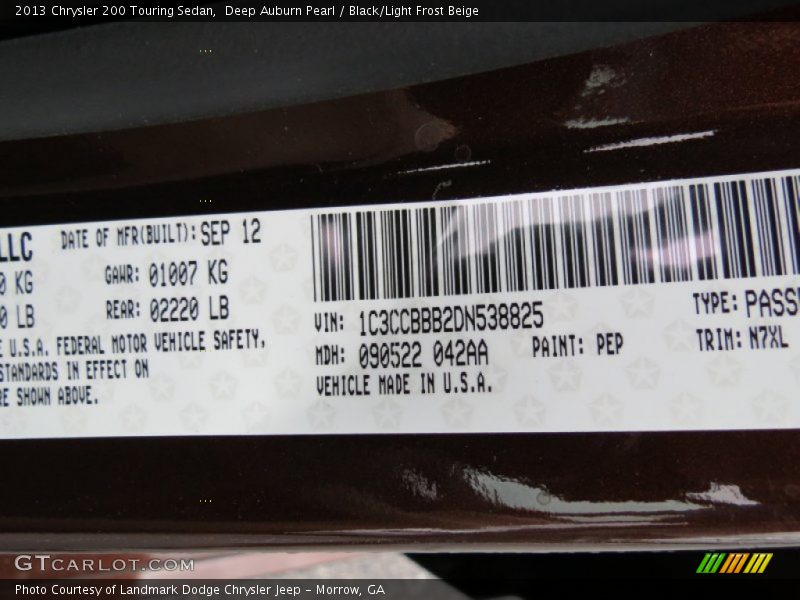 2013 Chrysler 200 Touring Sedan,  Deep Auburn Pearl / Black/Light Frost Beige
LLC DATE OF MFR(BUILT): SEP 12
0 KG GAWR: 01007 KG
0 LB REAR: 02220 LB
E U.S.A. FEDERAL MOTOR VEHICLE SAFETY,
STANDARDS IN EFFECT ON
RE SHOWN ABOVE.
VIN: 1C3CCBBB2DN538825 TYPE: PASS
MDH: 090522 042AA PAINT: PEP TRIM: N7XL
VEHICLE MADE IN U.S.A.
GTCARLOT.COM
Photo Courtesy of Landmark Dodge Chrysler Jeep - Morrow, GA